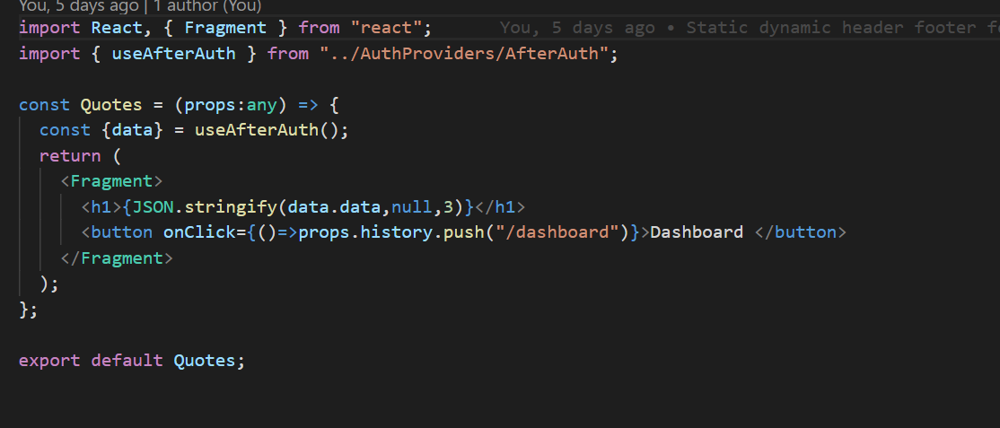 You, 5 days ago | 1 author (You)
import React, { Fragment } from "react";     You, 5 days ago • Static dynamic header footer
import { useAfterAuth } from "../AuthProviders/AfterAuth";
const Quotes = (props:any) => {
const {data} = useAfterAuth();
return (
<Fragment>
<h1>{JSON.stringify(data.data,null,3)}</h1>
<button onClick={()=>props.history.push("/dashboard")}>Dashboard </button>
</Fragment>
);
};
export default Quotes;